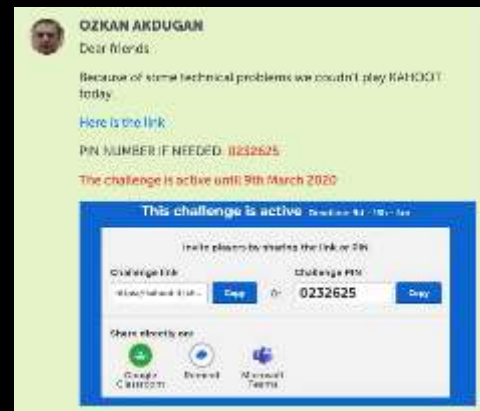 OZKAN AKDUGAN
Dear friends
Because of some technical problems we coudn't play KAHOOT
today.
Here is the link
PIN NUMBER IF NEEDED 0232625
The challenge is active until 9th March 2020
This challenge is active
Invite players by sharing the link or PIN
Challenge link
Challenge PIN
Copy
Or
0232625
Copy
Share directly on:
Google
Classroom
Remind
Microsoft
Teams